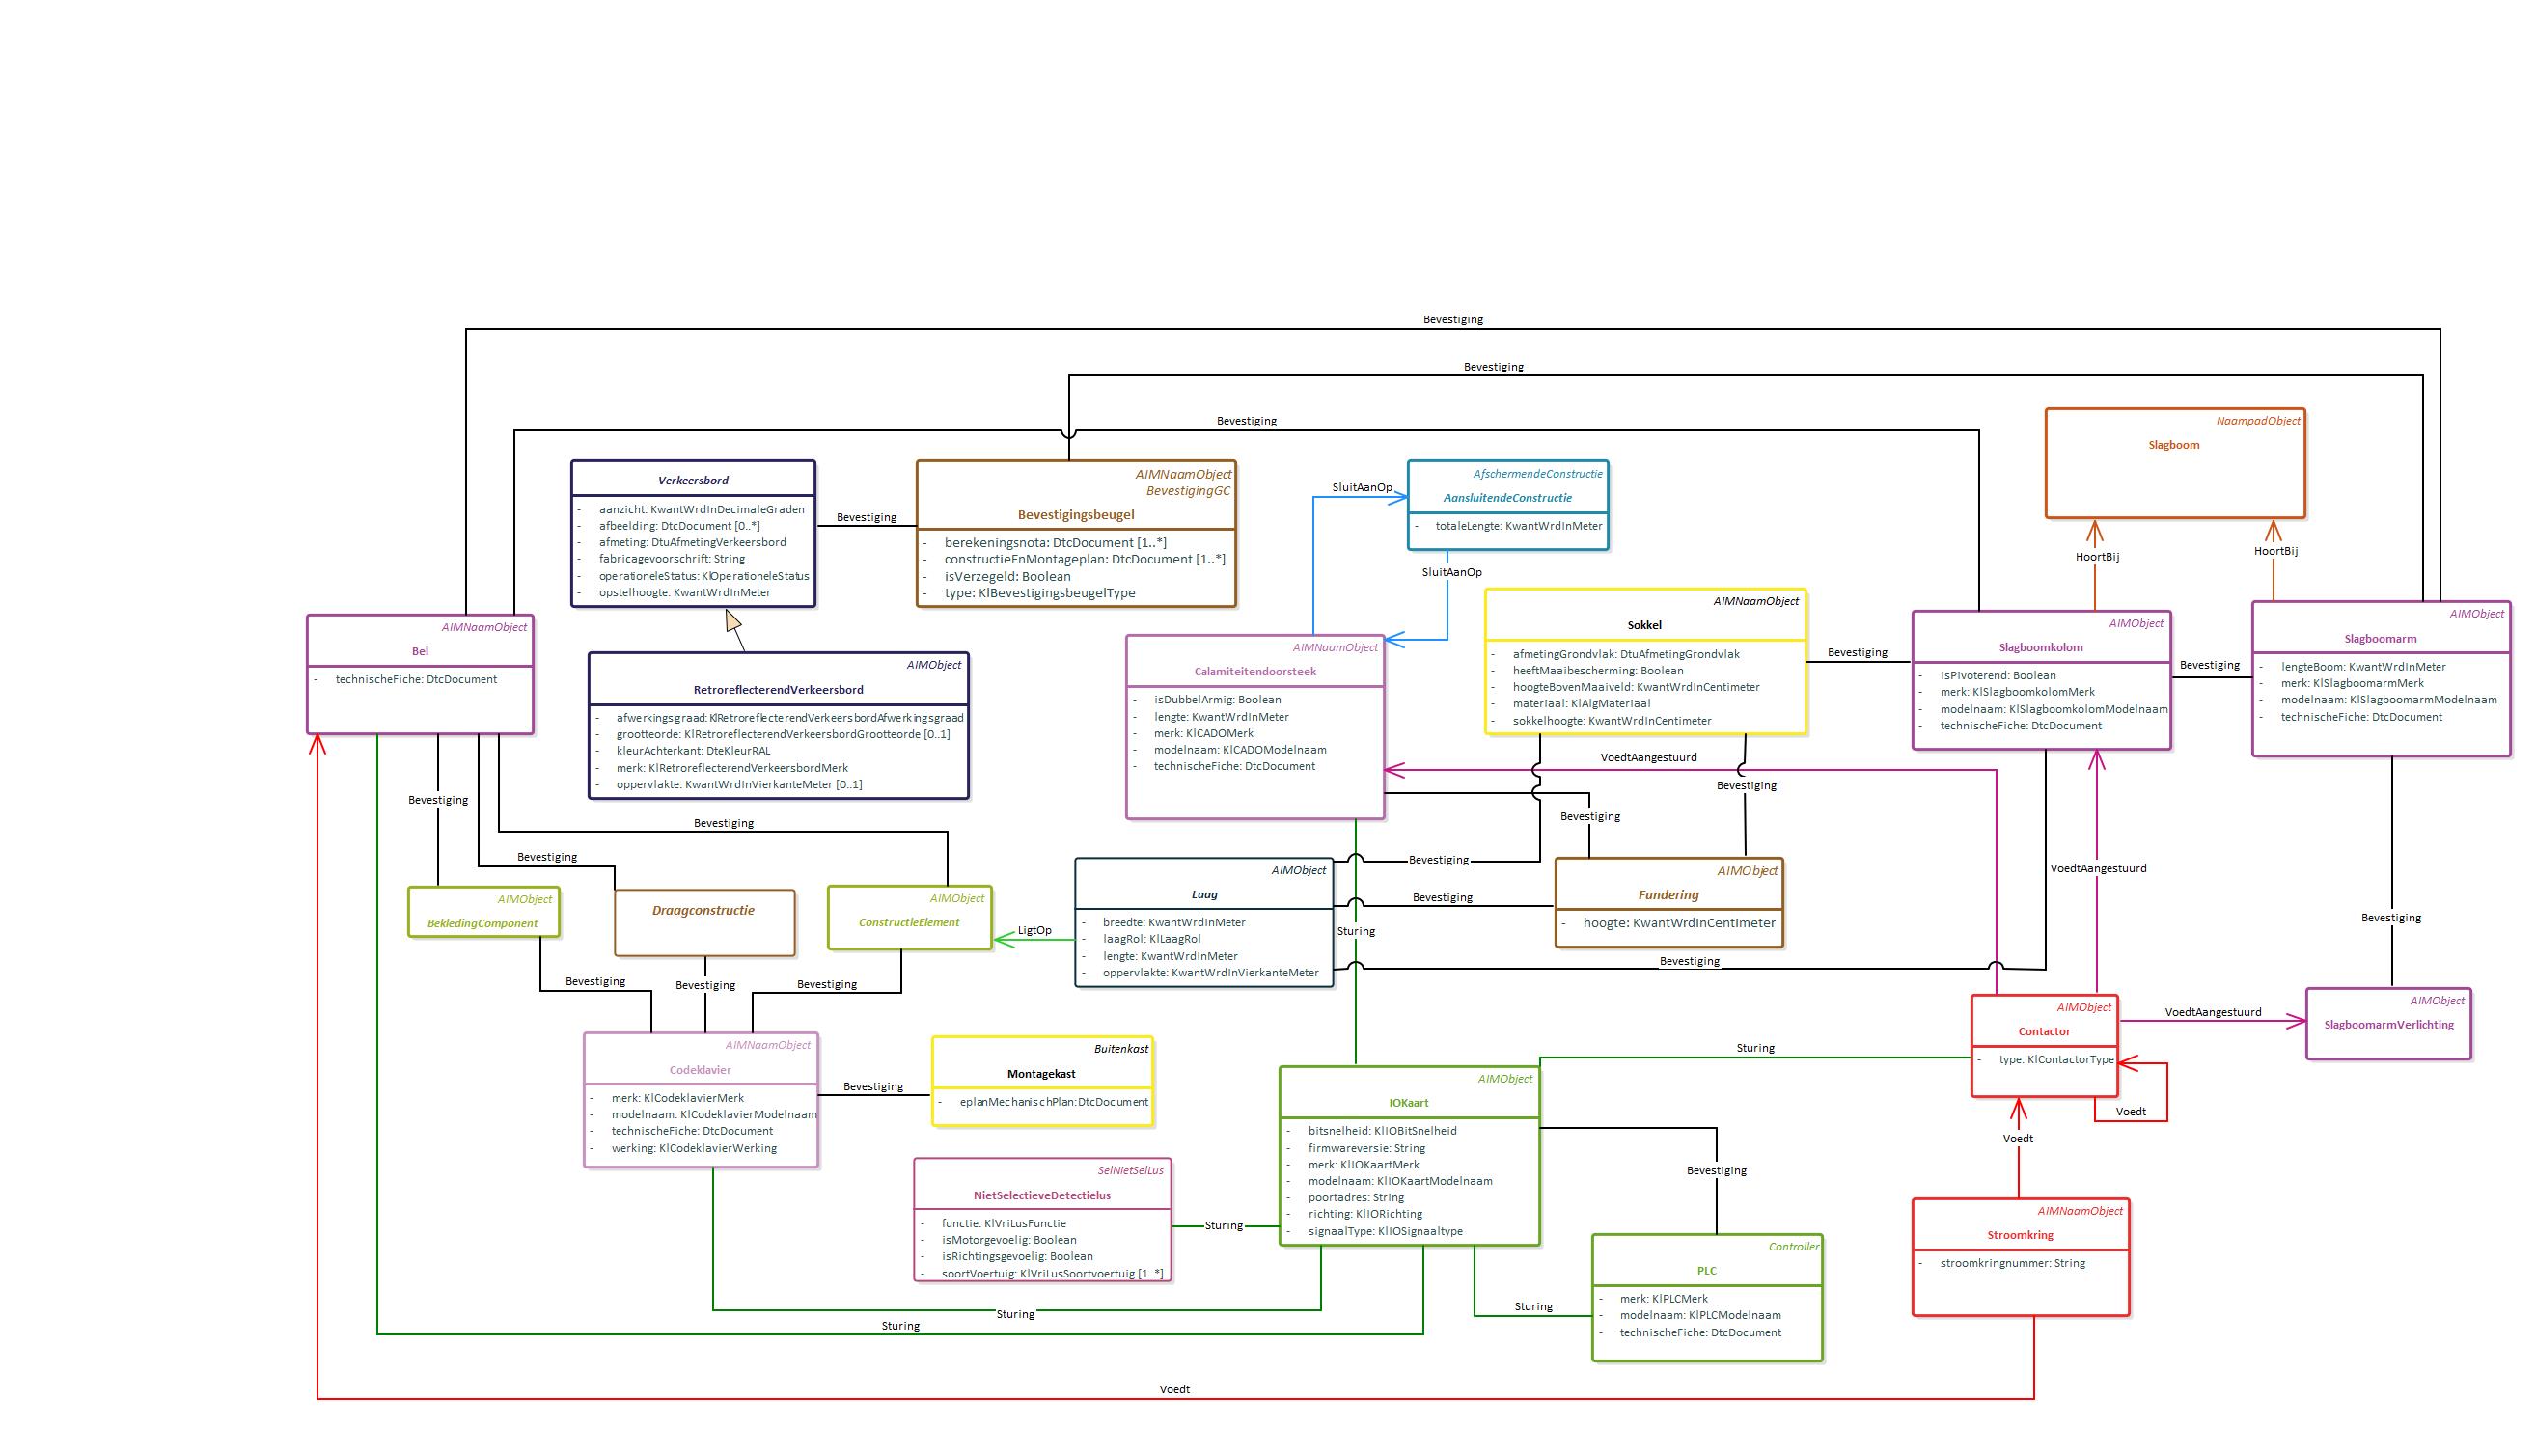 Bevestiging
Bevestiging
Bevestiging
NaampadObject
Slagboom
Verkeersbord
- aanzicht: KwantWrdInDecimaleGraden
- afbeelding: DtcDocument [0..*]
- afmeting: DtuAfmetingVerkeersbord
- fabricagevoorschrift: String
- operationeleStatus: KlOperationeleStatus
- opstelhoogte: KwantWrdInMeter
Bevestiging
AIMNaamObject
BevestigingGC
Bevestigingsbeugel
- berekeningsnota: DtcDocument [1..*]
- constructieEnMontageplan: DtcDocument [1..*]
- isVerzegeld: Boolean
- type: KlBevestigingsbeugelType
SluitAanOp
AfschermendeConstructie
AansluitendeConstructie
- totaleLengte: KwantWrdInMeter
SluitAanOp
HoortBij
HoortBij
AIMNaamObject
Bel
- technischeFiche: DtcDocument
AIMObject
RetroreflecterendVerkeersbord
- afwerkingsgraad: KlRetroreflecterendVerkeersbordAfwerkingsgraad
- grootteorde: KlRetroreflecterendVerkeersbordGrootteorde [0..1]
- kleurAchterkant: DteKleurRAL
- merk: KlRetroreflecterendVerkeersbordMerk
- oppervlakte: KwantWrdInVierkanteMeter [0..1]
AIMNaamObject
Calamiteitendoorsteek
- isDubbelArmig: Boolean
- lengte: KwantWrdInMeter
- merk: KlCADOMerk
- modelnaam: KlCADOModelnaam
- technischeFiche: DtcDocument
AIMNaamObject
Sokkel
- afmetingGrondvlak: DtuAfmetingGrondvlak
- heeftMaaibescherming: Boolean
- hoogteBovenMaaiveld: KwantWrdInCentimeter
- materiaal: KlAlgMateriaal
- sokkelhoogte: KwantWrdInCentimeter
Bevestiging
AIMObject
Slagboomkolom
- isPivoterend: Boolean
- merk: KlSlagboomkolomMerk
- modelnaam: KlSlagboomkolomModelnaam
- technischeFiche: DtcDocument
Bevestiging
AIMObject
Slagboomarm
- lengteBoom: KwantWrdInMeter
- merk: KlSlagboomarmMerk
- modelnaam: KlSlagboomarmModelnaam
- technischeFiche: DtcDocument
VoedtAangestuurd
Bevestiging
Bevestiging
Bevestiging
Bevestiging
Bevestiging
Bevestiging
VoedtAangestuurd
AIMObject
BekledingComponent
Draagconstructie
AIMObject
ConstructieElement
LigtOp
AIMObject
Laag
- breedte: KwantWrdInMeter
- laagRol: KlLaagRol
- lengte: KwantWrdInMeter
- oppervlakte: KwantWrdInVierkanteMeter
Bevestiging
Sturing
AIMObject
Fundering
- hoogte: KwantWrdInCentimeter
Bevestiging
Bevestiging
Bevestiging
Bevestiging
Bevestiging
AIMNaamObject
Codeklavier
- merk: KlCodeklavierMerk
- modelnaam: KlCodeklavierModelnaam
- technischeFiche: DtcDocument
- werking: KlCodeklavierWerking
Bevestiging
Buitenkast
Montagekast
- eplanMechanischPlan:DtcDocument
AIMObject
IOKaart
- bitsnelheid: KlIOBitSnelheid
- firmwareversie: String
- merk: KlIOKaartMerk
- modelnaam: KlIOKaartModelnaam
- poortadres: String
- richting: KlIORichting
- signaalType: KlIOSignaaltype
Sturing
AIMObject
Contactor
- type: KlContactorType
VoedtAangestuurd
AIMObject
SlagboomarmVerlichting
Voedt
Voedt
SelNietSelLus
NietSelectieveDetectielus
- functie: KlVriLusFunctie
- isMotorgevoelig: Boolean
- isRichtingsgevoelig: Boolean
- soortVoertuig: KlVriLusSoortvoertuig [1..*]
Sturing
Bevestiging
Controller
PLC
- merk: KlPLCMerk
- modelnaam: KlPLCModelnaam
- technischeFiche: DtcDocument
AIMNaamObject
Stroomkring
- stroomkringnummer: String
Sturing
Sturing
Sturing
Voedt